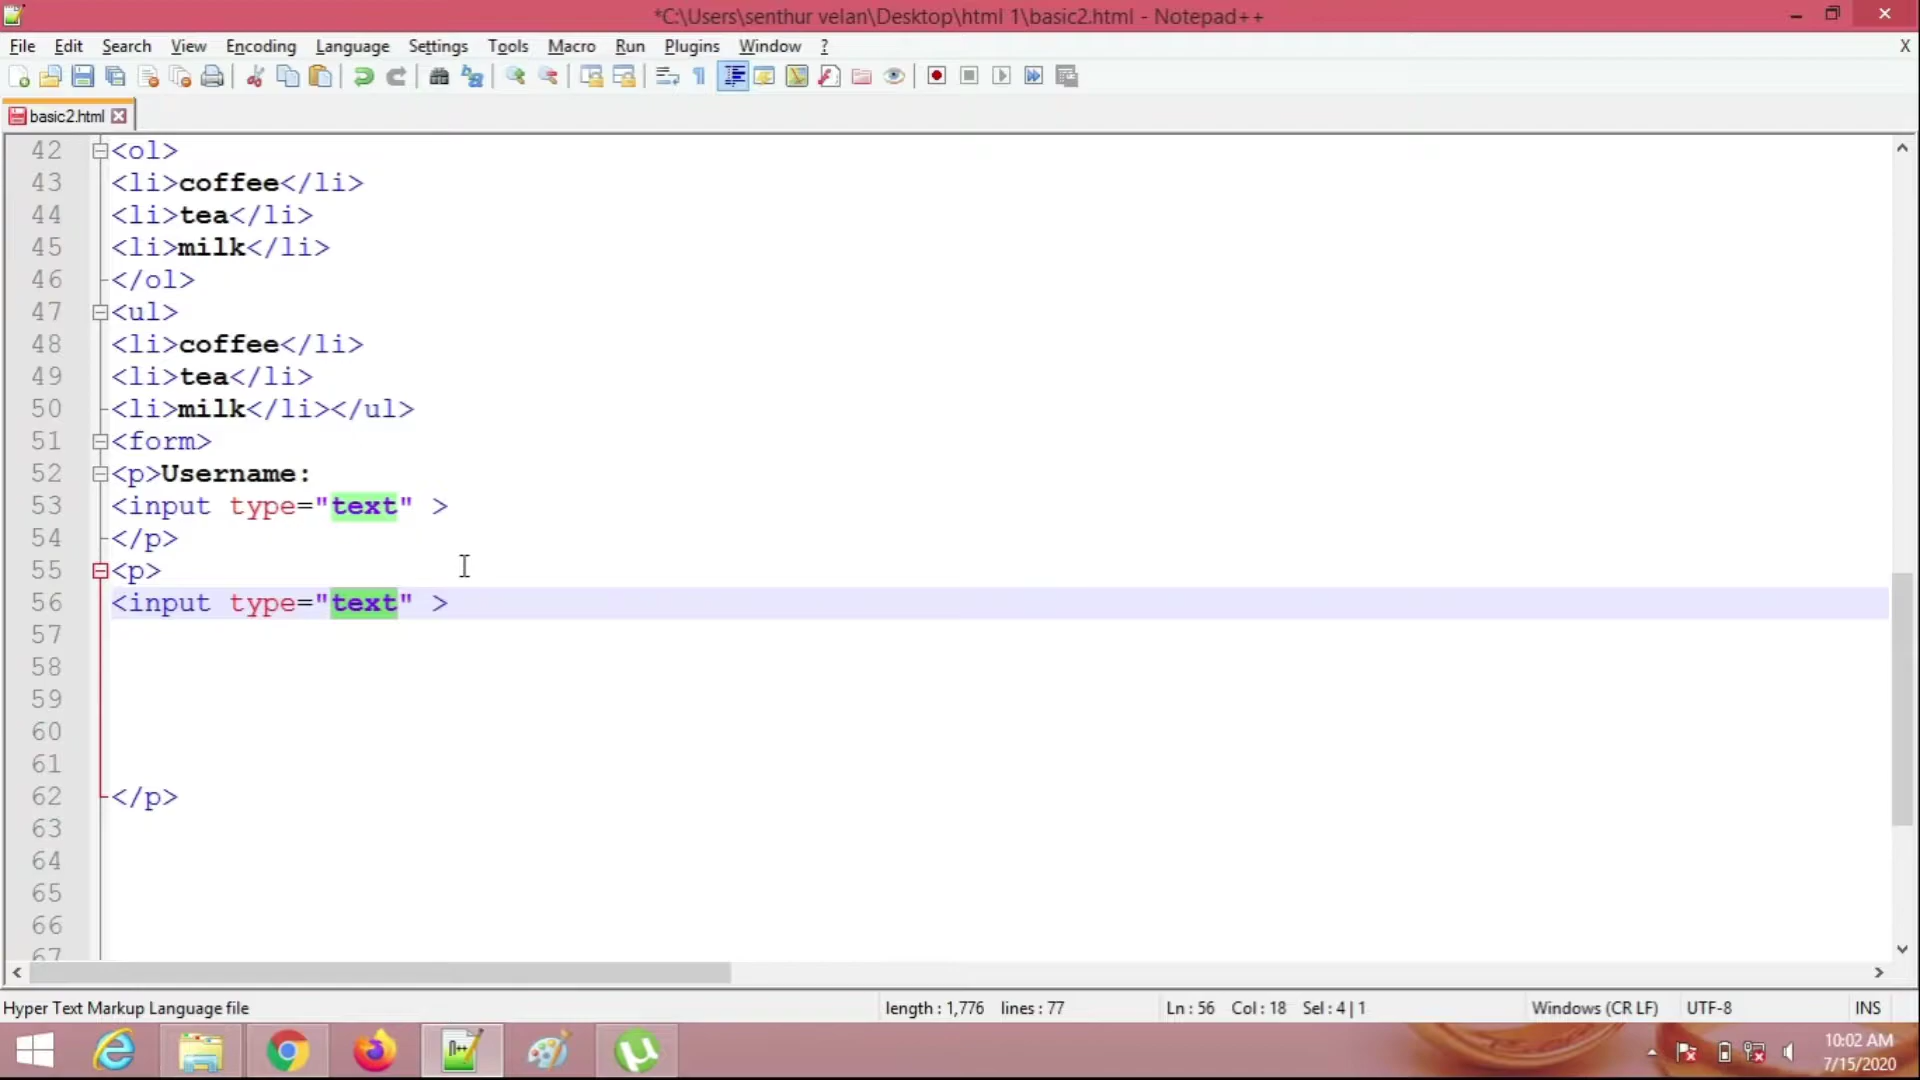 *C:\Users\senthur velan\Desktop\html 1\basic2.html - Notepad++
File Edit Search View Encoding Language Settings Tools Macro Run Plugins Window ? X
basic2.html
42 <ol>
43 <li>coffee</li>
44 <li>tea</li>
45 <li>milk</li>
46 </ol>
47 <ul>
48 <li>coffee</li>
49 <li>tea</li>
50 <li>milk</li></ul>
51 <form>
52 <p>Username:
53 <input type="text" >
54 </p>
55 <p>
56 <input type="text" >
57
58
59
60
61
62 </p>
63
64
65
66
67
Hyper Text Markup Language file length : 1,776 lines : 77 Ln : 56 Col : 18 Sel : 4 | 1 Windows (CR LF) UTF-8 INS
10:02 AM
7/15/2020